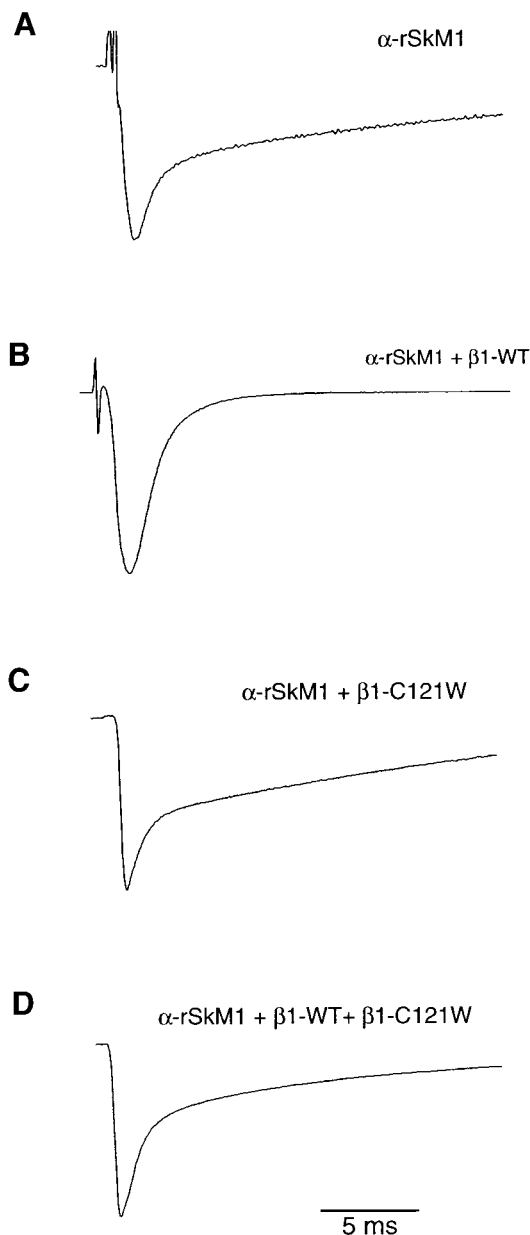 A
α-rSkM1
B
α-rSkM1 + β1-WT
C
α-rSkM1 + β1-C121W
D
α-rSkM1 + β1-WT+ β1-C121W
5 ms